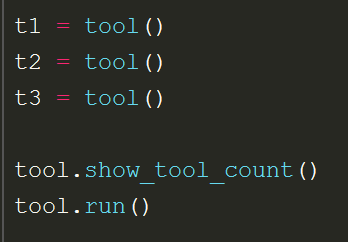 t1 = tool()
t2 = tool()
t3 = tool()
tool.show_tool_count()
tool.run()